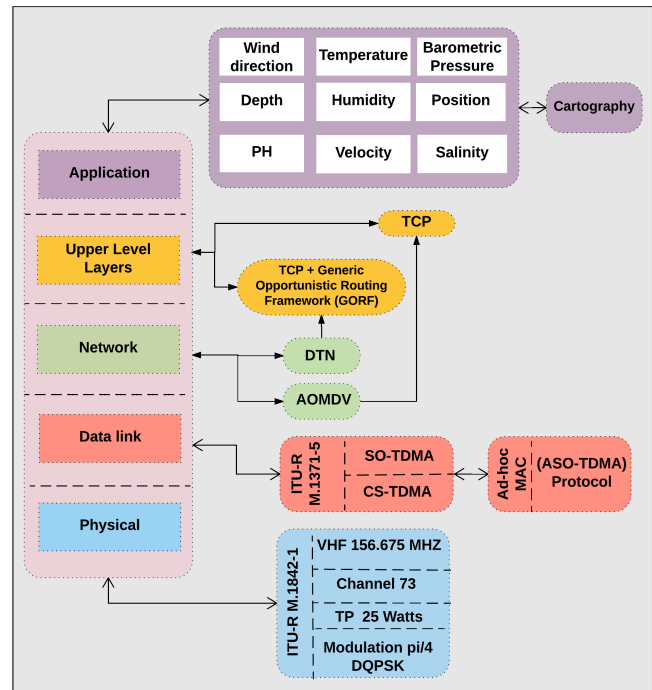 Wind
direction
Temperature
Barometric
Pressure
Depth
Humidity
Position
PH
Velocity
Salinity
Cartography
Application
Upper Level
Layers
Network
Data link
Physical
TCP
TCP + Generic
Opportunistic Routing
Framework (GORF)
DTN
AOMDV
ITU-R
M.1371-5
SO-TDMA
CS-TDMA
Ad-hoc
MAC
(ASO-TDMA)
Protocol
ITU-R M.1842-1
VHF 156.675 MHZ
Channel 73
TP 25 Watts
Modulation pi/4
DQPSK